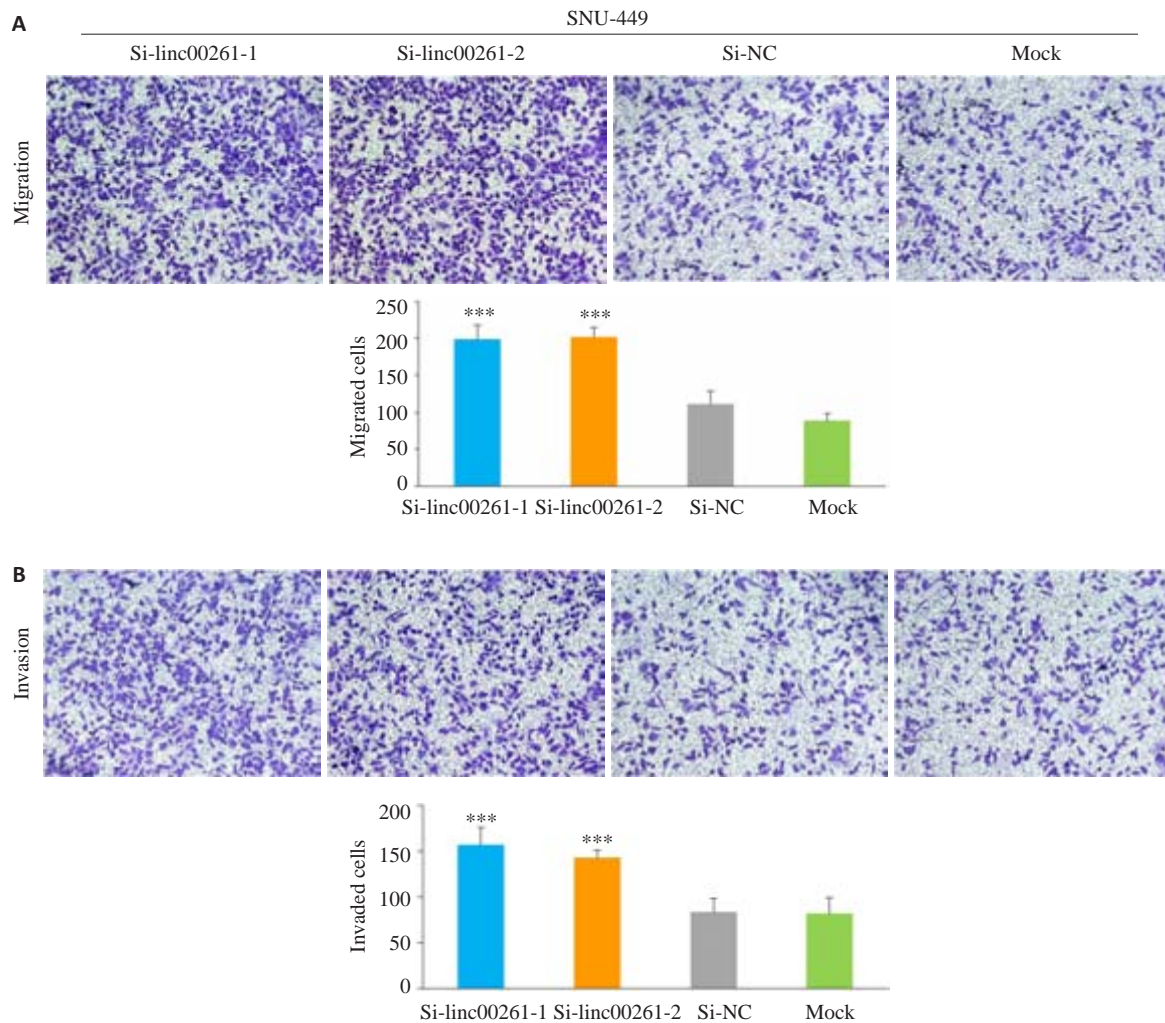 A
SNU-449
Si-linc00261-1 Si-linc00261-2 Si-NC Mock
Migration
250
200
150
100
50
0
Migrated cells
*** ***
Si-linc00261-1 Si-linc00261-2 Si-NC Mock
B
Invasion
200
150
100
50
0
Invaded cells
*** ***
Si-linc00261-1 Si-linc00261-2 Si-NC Mock